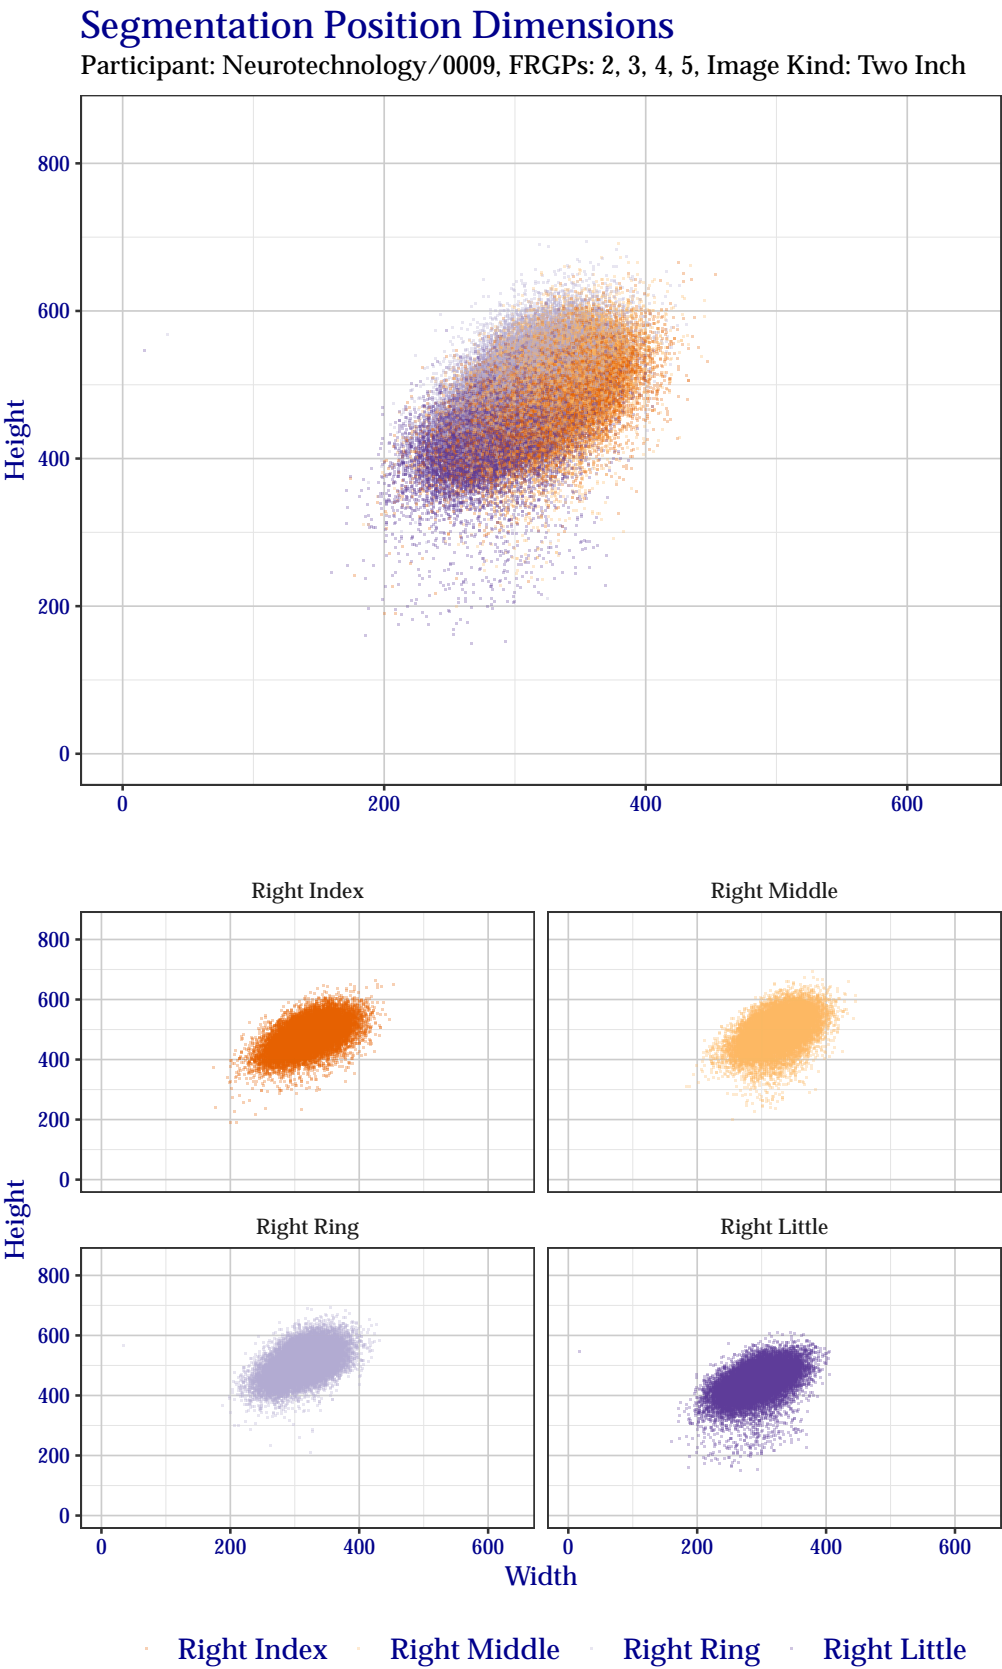 Segmentation Position Dimensions
Participant: Neurotechnology/0009, FRGPs: 2, 3, 4, 5, Image Kind: Two Inch
800
600
400
200
0
Height
0 200 400 600
Right Index Right Middle
800
600
400
200
0
Height
Right Ring Right Little
800
600
400
200
0
0 200 400 600 0 200 400 600
Width
Right Index Right Middle Right Ring Right Little